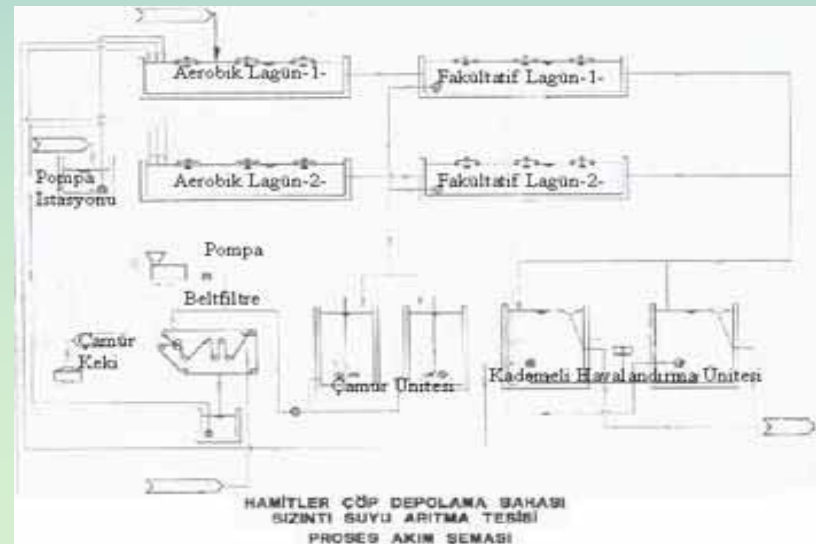 Aerobik Lagün-1-
Fakültatif Lagün-1-
Aerobik Lagün-2-
Fakültatif Lagün-2-
Pompa
İstasyonu
Pompa
Beltfiltre
Çamur
Keki
Çamur Ünitesi
Kademeli Havalandırma Ünitesi
HAMİTLER ÇÖP DEPOLAMA SAHASI
SIZINTI SUYU ARITMA TESİSİ
PROSES AKIM ŞEMASI